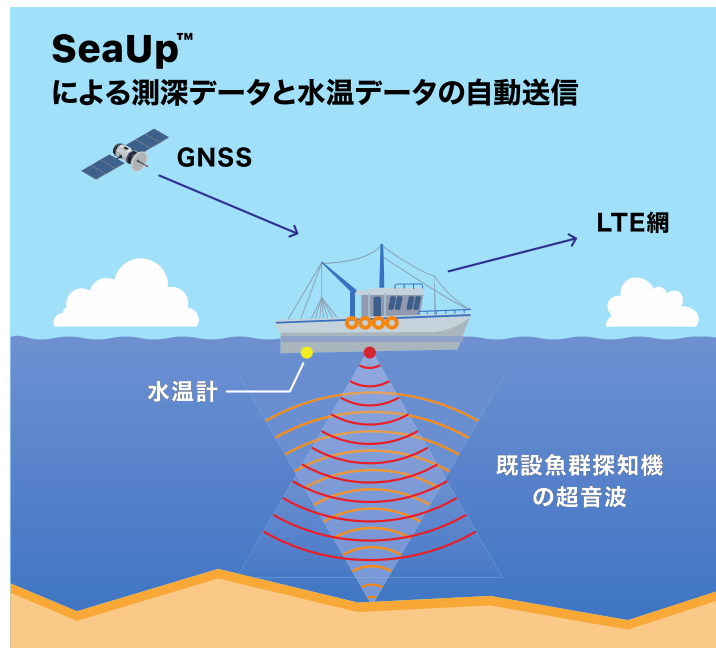 SeaUp™
による測深データと水温データの自動送信
GNSS
LTE網
水温計
既設魚群探知機
の超音波